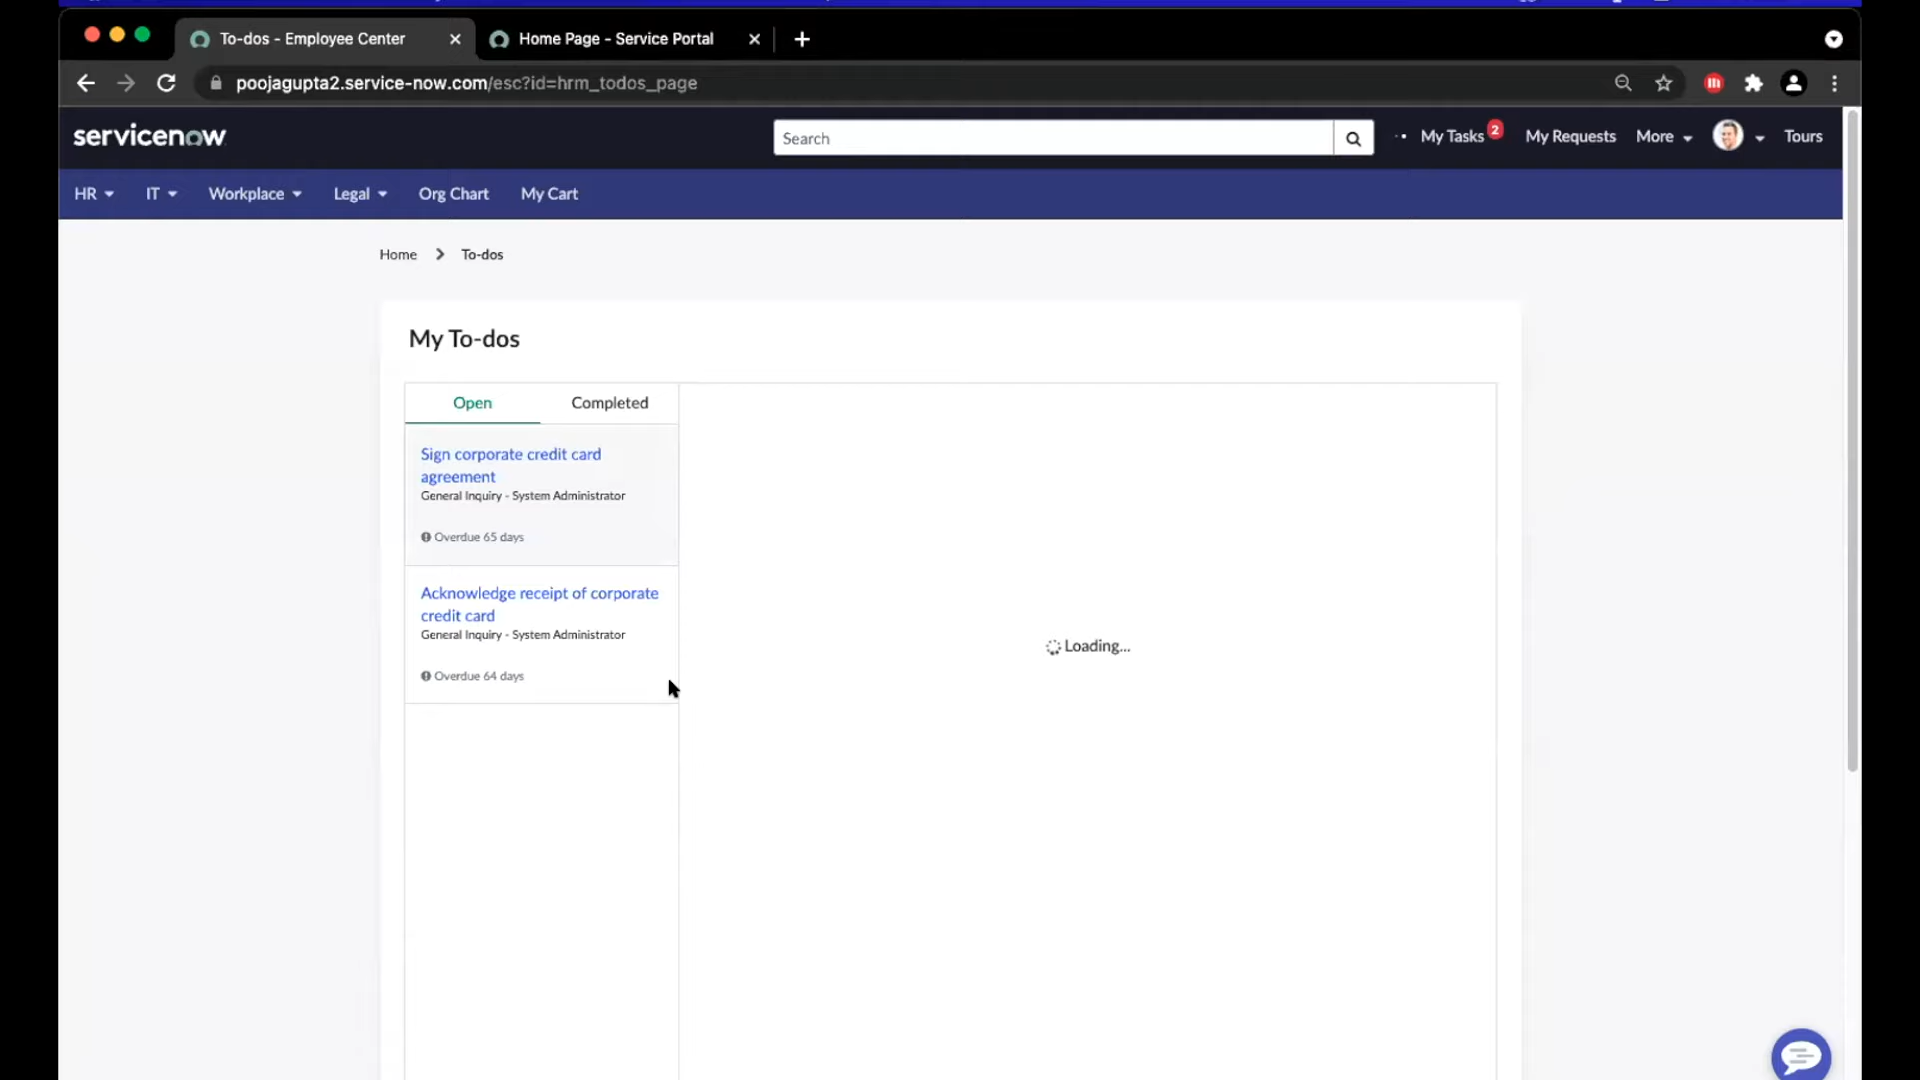 To-dos - Employee Center
Home Page - Service Portal
poojagupta2.service-now.com/esc?id=hrm_todos_page
servicenow
Search
My Tasks 2
My Requests
More
Tours
HR
IT
Workplace
Legal
Org Chart
My Cart
Home
To-dos
My To-dos
Open
Completed
Sign corporate credit card
agreement
General Inquiry - System Administrator
Overdue 65 days
Acknowledge receipt of corporate
credit card
General Inquiry - System Administrator
Overdue 64 days
Loading...